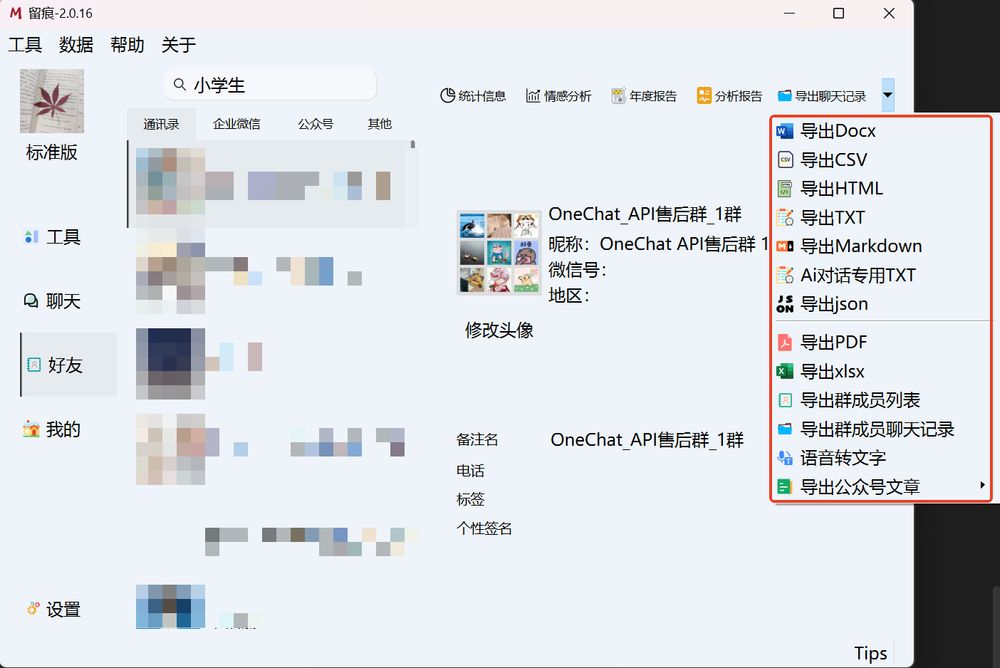 留痕-2.0.16
工具 数据 帮助 关于
小学生
统计信息 情感分析 年度报告 分析报告 导出聊天记录
标准版
通讯录 企业微信 公众号 其他
工具
聊天
好友
我的
设置
OneChat_API售后群_1群
昵称：OneChat API售后群 1
微信号：
地区：
修改头像
备注名 OneChat_API售后群_1群
电话
标签
个性签名
导出Docx
导出CSV
导出HTML
导出TXT
导出Markdown
Ai对话专用TXT
导出json
导出PDF
导出xlsx
导出群成员列表
导出群成员聊天记录
语音转文字
导出公众号文章
Tips